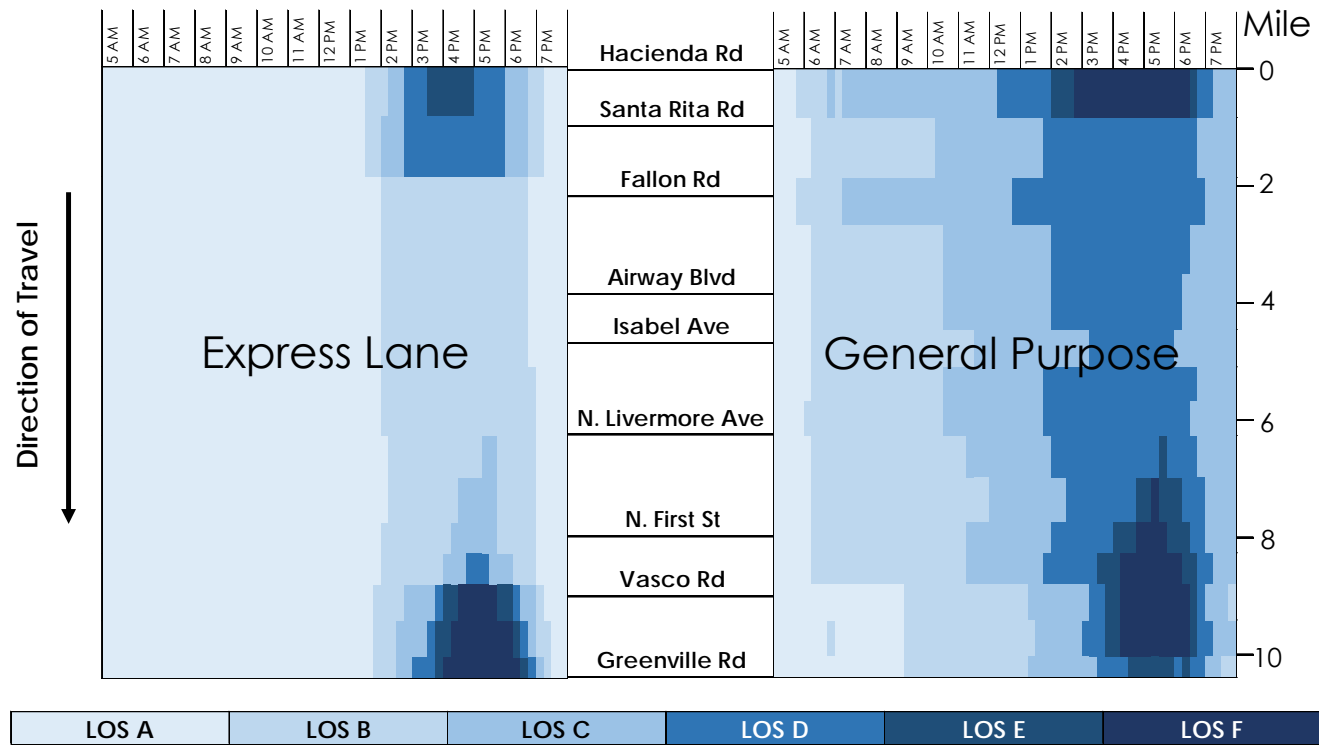 5 AM 6 AM 7 AM 8 AM 9 AM 10 AM 11 AM 12 PM 1 PM 2 PM 3 PM 4 PM 5 PM 6 PM 7 PM
5 AM 6 AM 7 AM 8 AM 9 AM 10 AM 11 AM 12 PM 1 PM 2 PM 3 PM 4 PM 5 PM 6 PM 7 PM
Mile
Hacienda Rd
Santa Rita Rd
Fallon Rd
Airway Blvd
Isabel Ave
N. Livermore Ave
N. First St
Vasco Rd
Greenville Rd
Direction of Travel
Express Lane
General Purpose
0
2
4
6
8
10
LOS A LOS B LOS C LOS D LOS E LOS F